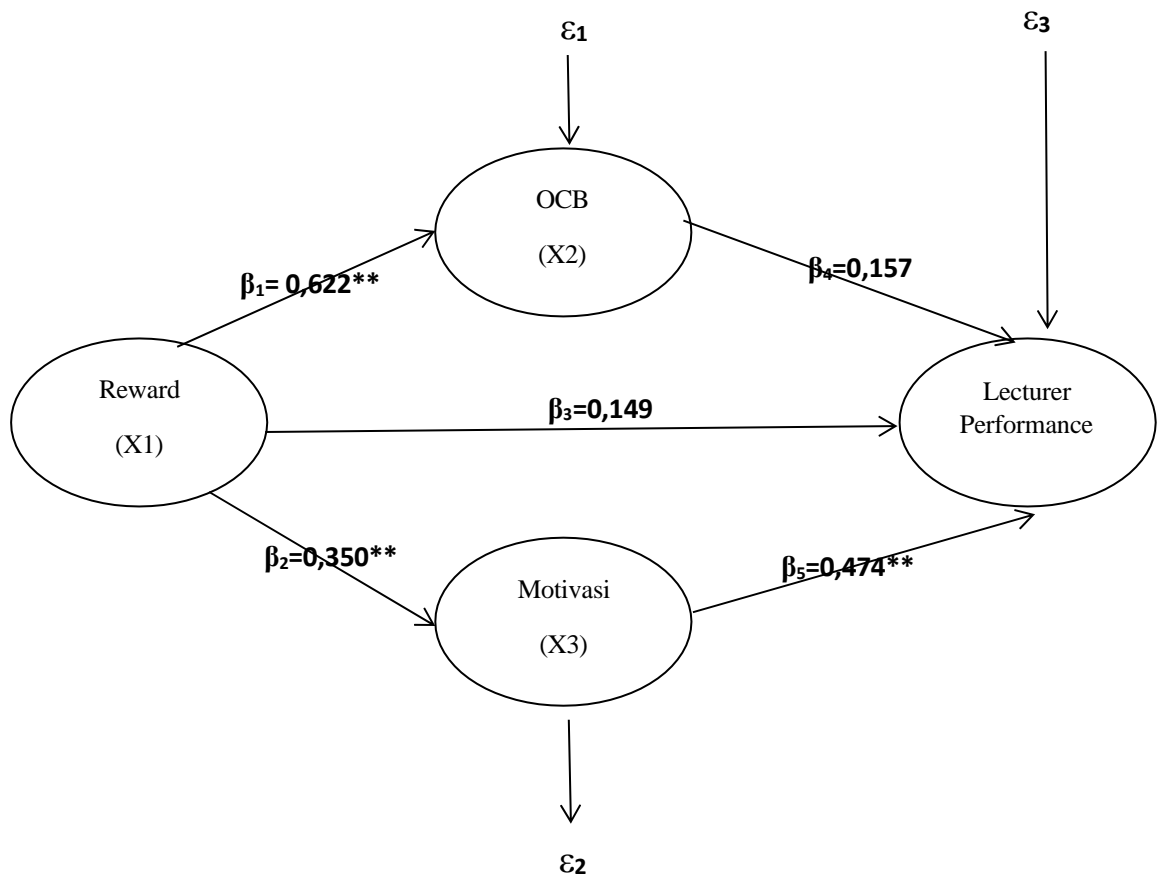 ε1
ε3
OCB
(X2)
β1= 0,622**
β4=0,157
Reward
(X1)
β3=0,149
Lecturer
Performance
β2=0,350**
Motivasi
(X3)
β5=0,474**
ε2